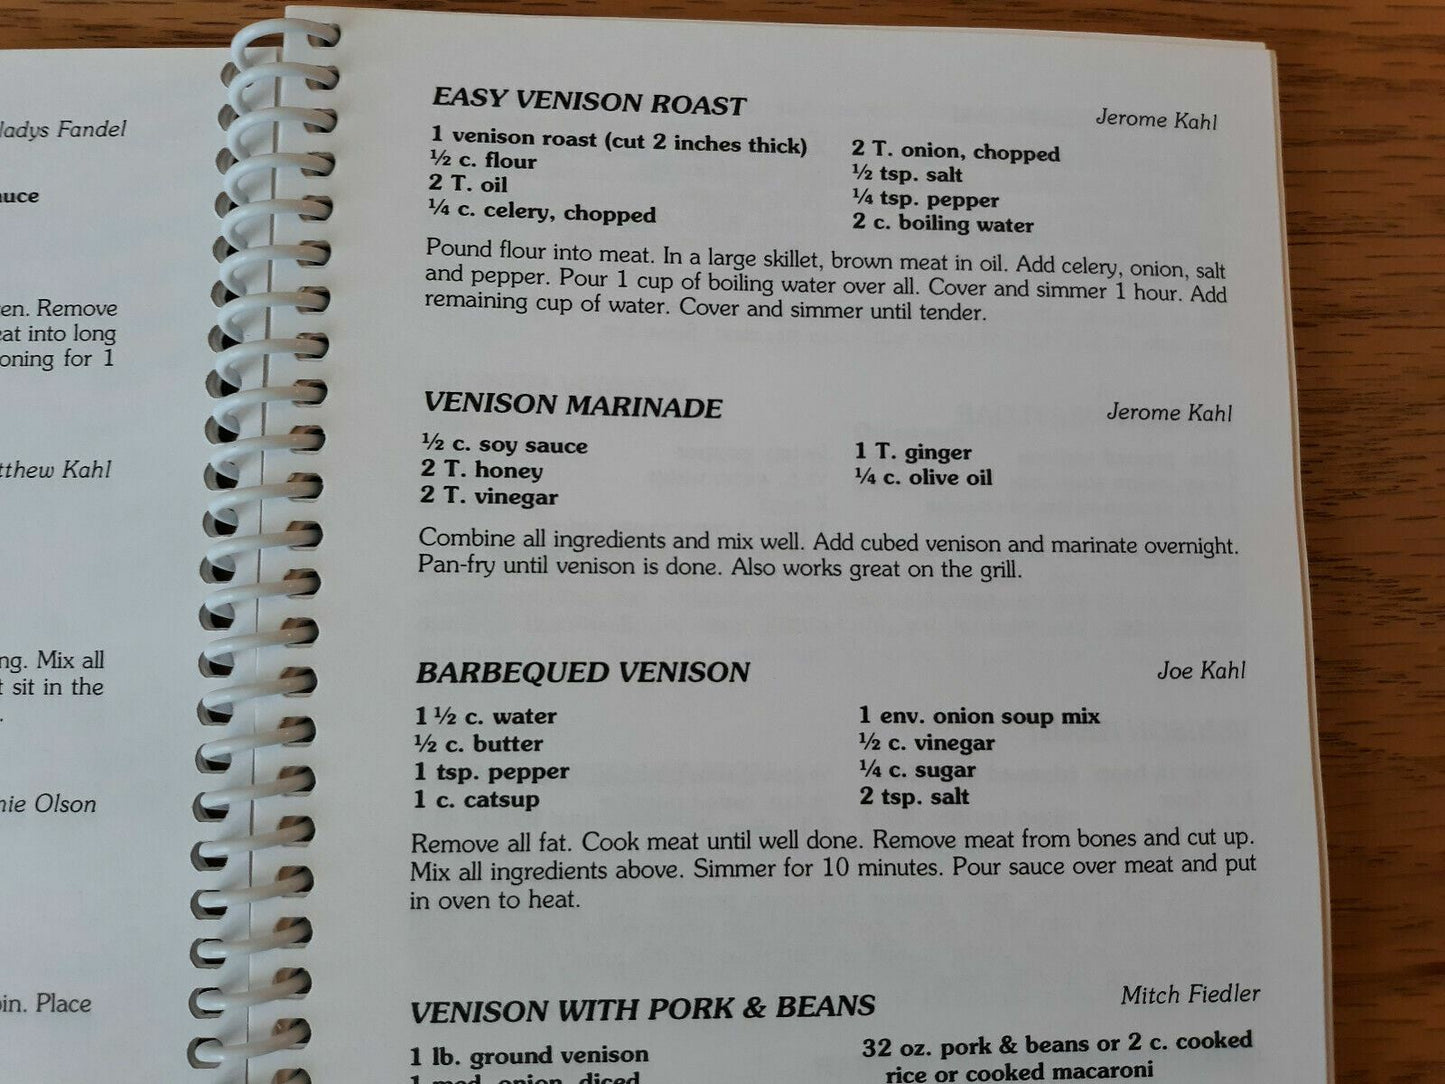 Fandel
en. Remove
into long
oning for 1
Kahl
ng. Mix all
sit in the
Olson
in. Place
EASY VENISON ROAST
Jerome Kahl
1 venison roast (cut 2 inches thick)
½ c. flour
2 T. oil
¼ c. celery, chopped
2 T. onion, chopped
½ tsp. salt
¼ tsp. pepper
2 c. boiling water
Pound flour into meat. In a large skillet, brown meat in oil. Add celery, onion, salt
and pepper. Pour 1 cup of boiling water over all. Cover and simmer 1 hour. Add
remaining cup of water. Cover and simmer until tender.
VENISON MARINADE
Jerome Kahl
½ c. soy sauce
2 T. honey
2 T. vinegar
1 T. ginger
¼ c. olive oil
Combine all ingredients and mix well. Add cubed venison and marinate overnight.
Pan-fry until venison is done. Also works great on the grill.
BARBEQUED VENISON
Joe Kahl
1 ½ c. water
½ c. butter
1 tsp. pepper
1 c. catsup
1 env. onion soup mix
½ c. vinegar
¼ c. sugar
2 tsp. salt
Remove all fat. Cook meat until well done. Remove meat from bones and cut up.
Mix all ingredients above. Simmer for 10 minutes. Pour sauce over meat and put
in oven to heat.
VENISON WITH PORK & BEANS
Mitch Fiedler
1 lb. ground venison
1 med. onion, diced
32 oz. pork & beans or 2 c. cooked
rice or cooked macaroni